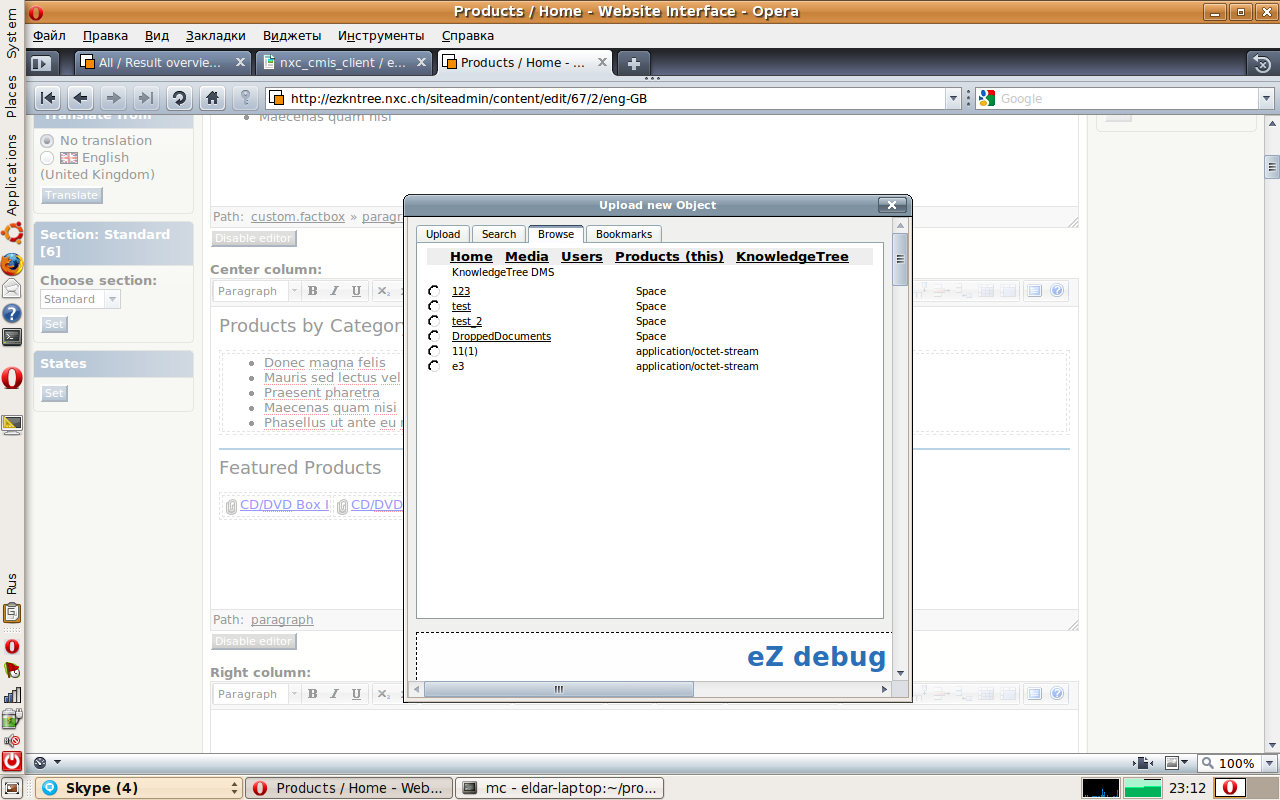 Products / Home - Website Interface - Opera
System
Places
Applications
Rus
Файл Правка Вид Закладки Виджеты Инструменты Справка
All / Result overvie...
nxc_cmis_client / e...
Products / Home - ...
http://ezkntree.nxc.ch/siteadmin/content/edit/67/2/eng-GB
Google
Translate from
No translation
English
(United Kingdom)
Translate
Section: Standard
[6]
Choose section:
Standard
Set
States
Set
Maecenas quam nisi
Path: custom.factbox » paragr
Disable editor
Center column:
Paragraph B I U
Products by Categor
Donec magna felis
Mauris sed lectus vel
Praesent pharetra
Maecenas quam nisi
Phasellus ut ante eu
Featured Products
CD/DVD Box I CD/DVD
Path: paragraph
Disable editor
Right column:
Paragraph B I U
Upload new Object
Upload Search Browse Bookmarks
Home Media Users Products (this) KnowledgeTree
KnowledgeTree DMS
123 Space
test Space
test_2 Space
DroppedDocuments Space
11(1) application/octet-stream
e3 application/octet-stream
eZ debug
100%
Skype (4)
Products / Home - Web...
mc - eldar-laptop:~/pro...
23:12